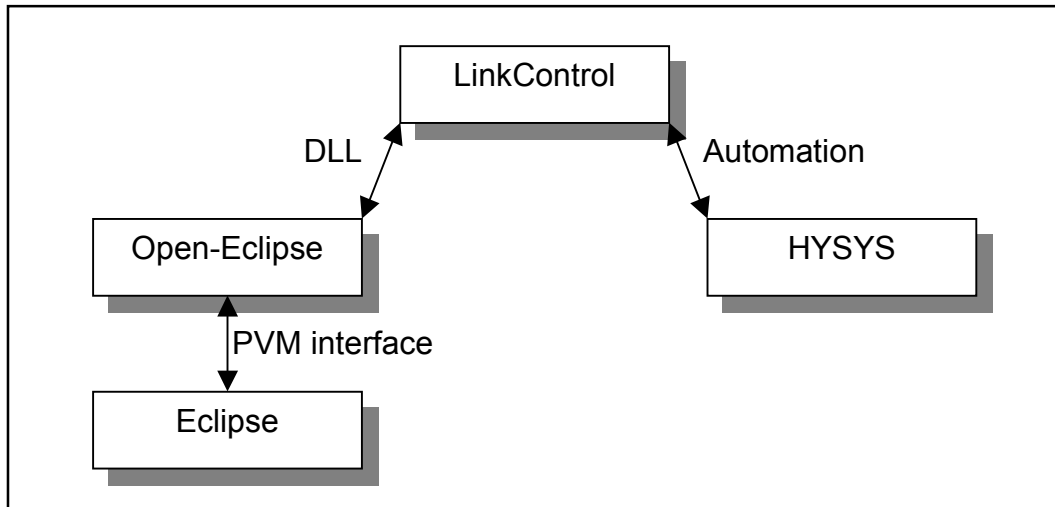 LinkControl
DLL
Automation
Open-Eclipse
HYSYS
PVM interface
Eclipse